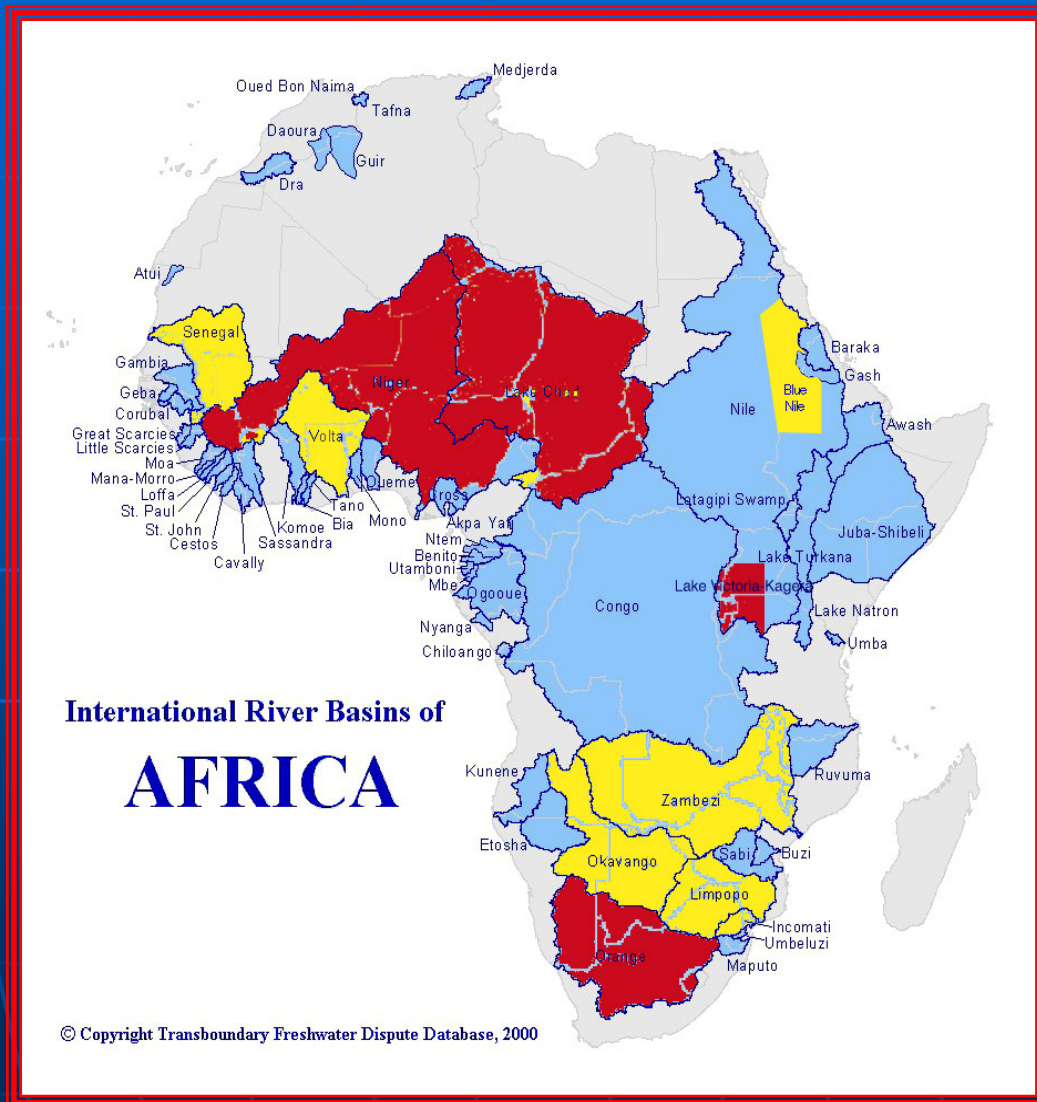 Medjerda
Oued Bon Naima
Tafna
Daoura
Guir
Dra
Atui
Senegal
Gambia
Geba
Corubal
Great Scarcies
Little Scarcies
Moa
Mana-Morro
Loffa
St. Paul
St. John
Cestos
Cavally
Sassandra
Komoe
Bia
Tano
Mono
Volta
Oueme
Niger
Lake Chad
Cross
Akpa Yari
Ntem
Benito
Utamboni
Mbe
Ogooue
Nyanga
Chiloango
Congo
Nile
Blue
Nile
Baraka
Gash
Awash
Latagipi Swamp
Juba-Shibeli
Lake Turkana
Lake Victoria-Kagera
Lake Natron
Umba
International River Basins of
AFRICA
Ruvuma
Kunene
Zambezi
Etosha
Okavango
Sabi
Buzi
Limpopo
Incomati
Umbeluzi
Maputo
Orange
© Copyright Transboundary Freshwater Dispute Database, 2000